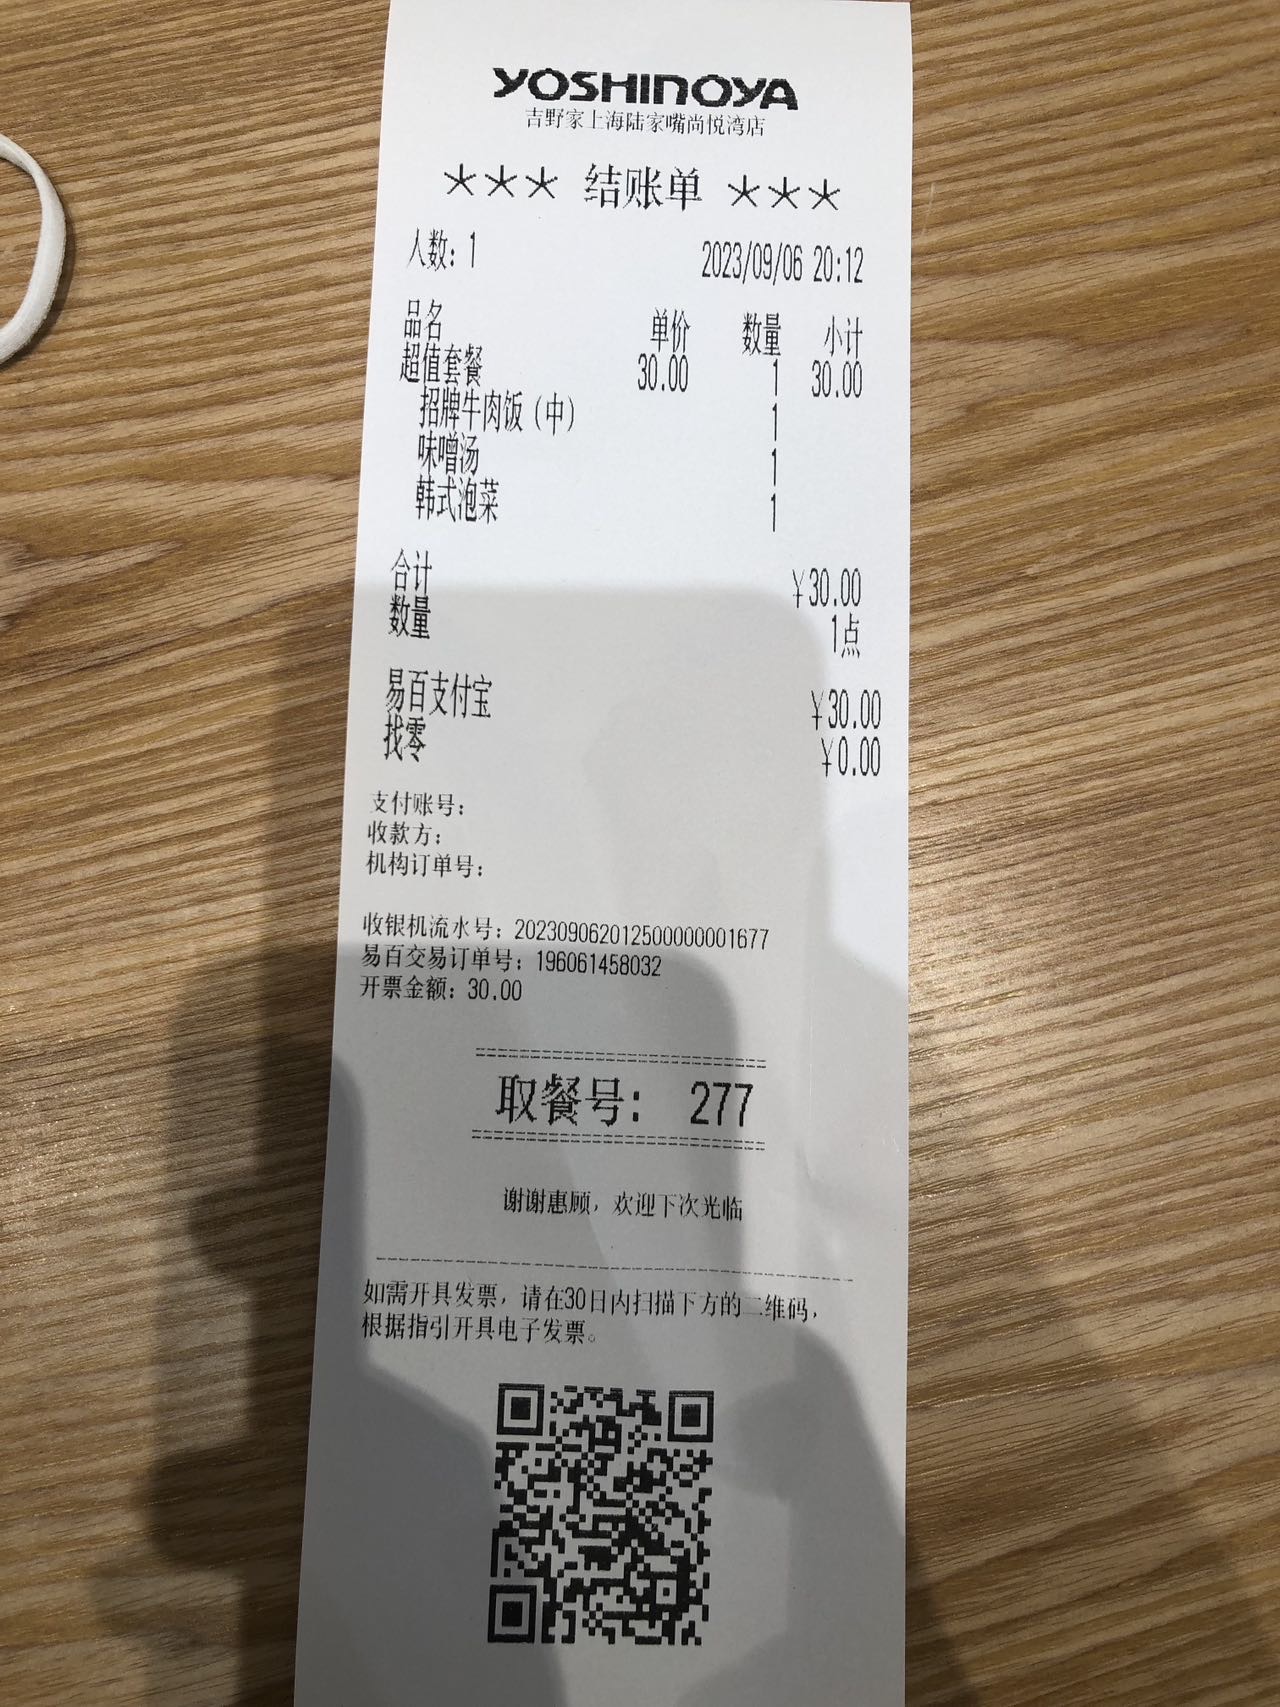 YOSHINOYA
吉野家上海陆家嘴尚悦湾店
*** 结账单 ***
人数: 1 2023/09/06 20:12
品名 单价 数量 小计
超值套餐 30.00 1 30.00
招牌牛肉饭(中) 1
味噌汤 1
韩式泡菜 1
合计 ¥30.00
数量 1点
易百支付宝 ¥30.00
找零 ¥0.00
支付账号:
收款方:
机构订单号:
收银机流水号: 2023090620125000000001677
易百交易订单号: 196061458032
开票金额: 30.00
取餐号: 277
谢谢惠顾, 欢迎下次光临
如需开具发票, 请在30日内扫描下方的二维码,
根据指引开具电子发票。